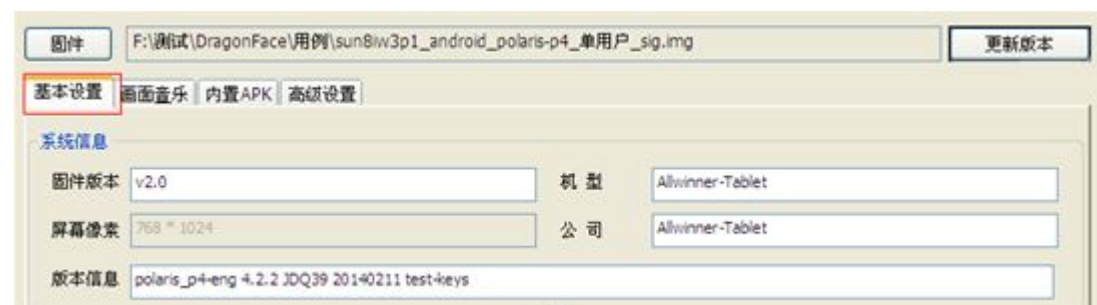 固件 F:\测试\DragonFace\用例\sun8iw3p1_android_polaris-p4_单用户_sig.img 更新版本
基本设置 画面音乐 内置APK 高级设置
系统信息
固件版本 v2.0 机 型 Allwinner-Tablet
屏幕像素 768 * 1024 公 司 Allwinner-Tablet
版本信息 polaris_p4-eng 4.2.2 JDQ39 20140211 test-keys